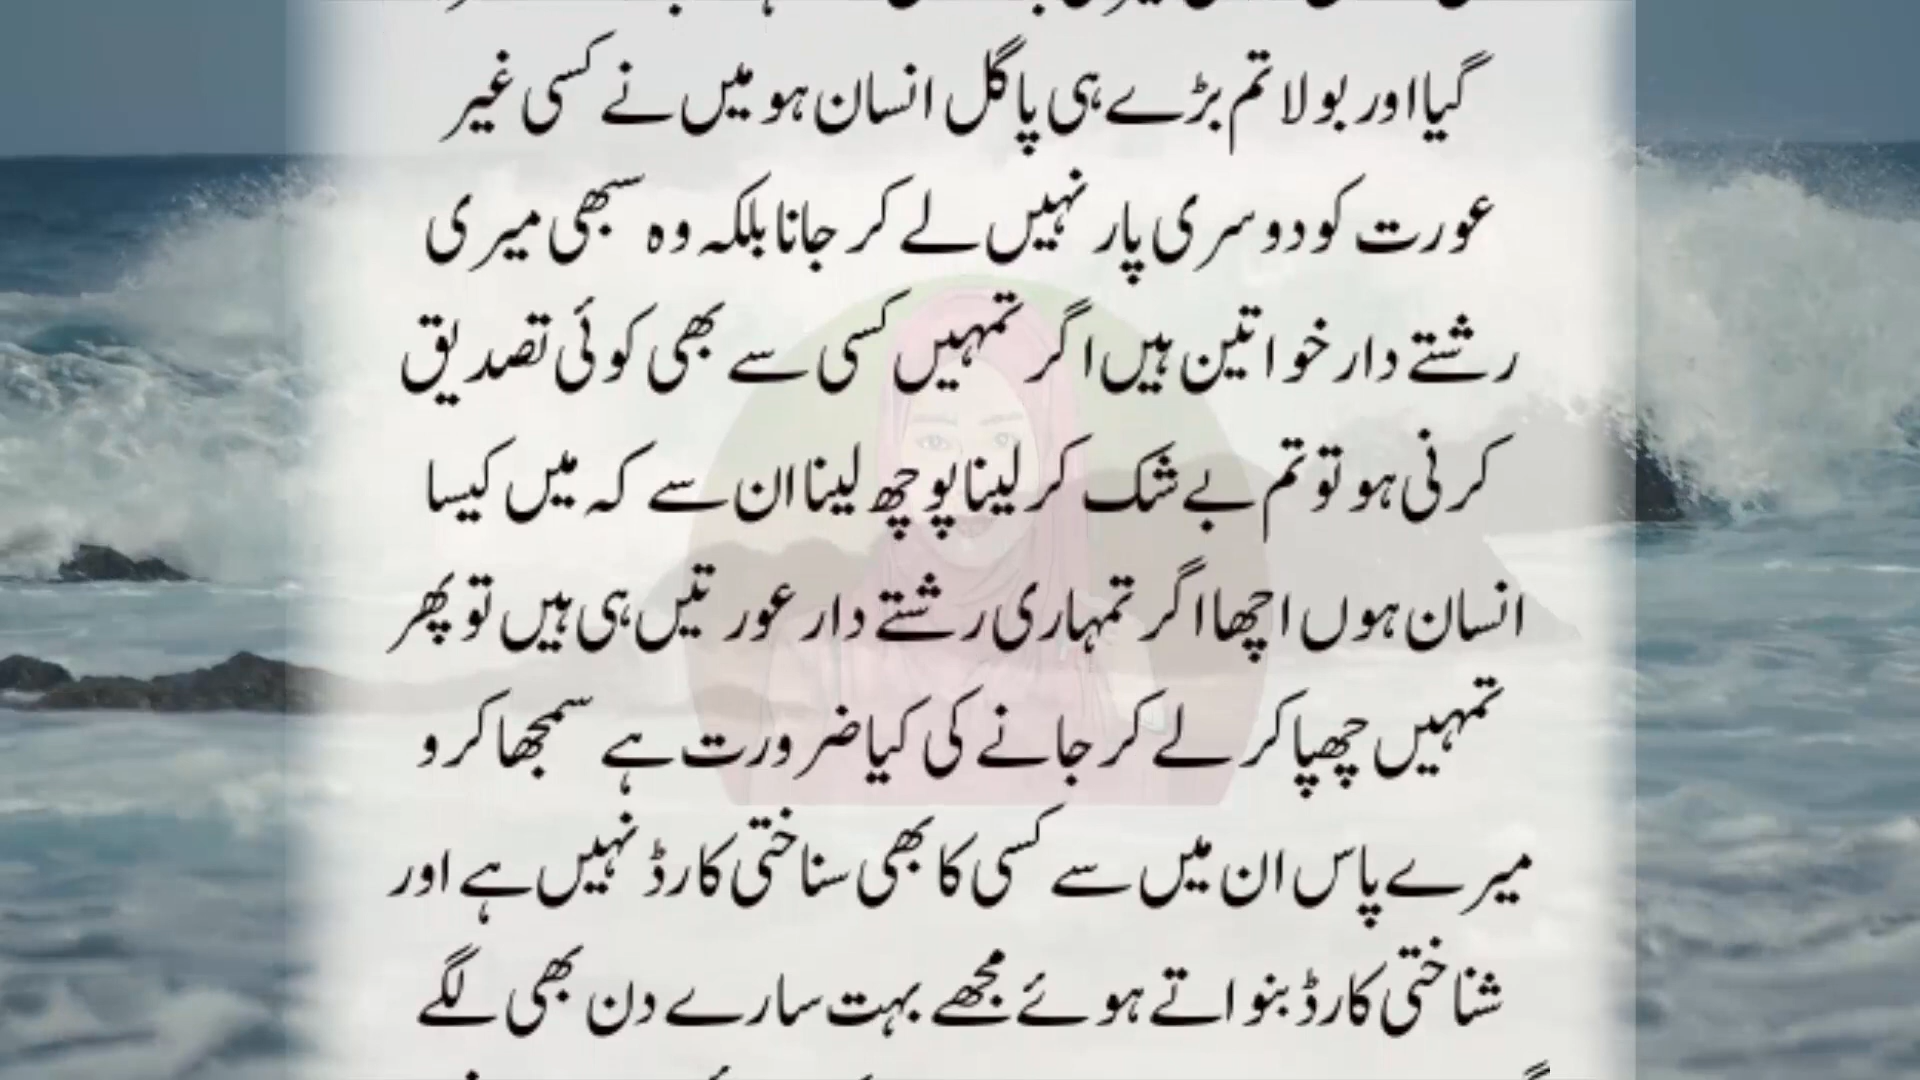 گیا اور بولا تم بڑے ہی پاگل انسان ہو میں نے کسی غیر
عورت کو دوسری پار نہیں لے کر جانا بلکہ وہ سبھی میری
رشتے دار خواتین ہیں اگر تمہیں کسی سے بھی کوئی تصدیق
کرنی ہو تو تم بے شک کر لینا پوچھ لینا ان سے کہ میں کیسا
انسان ہوں اچھا اگر تمہاری رشتے دار عورتیں ہی ہیں تو پھر
تمہیں چھپا کر لے کر جانے کی کیا ضرورت ہے سمجھا کرو
میرے پاس ان میں سے کسی کا بھی سناختی کارڈ نہیں ہے اور
شناختی کارڈ بنواتے ہوئے مجھے بہت سارے دن بھی لگے